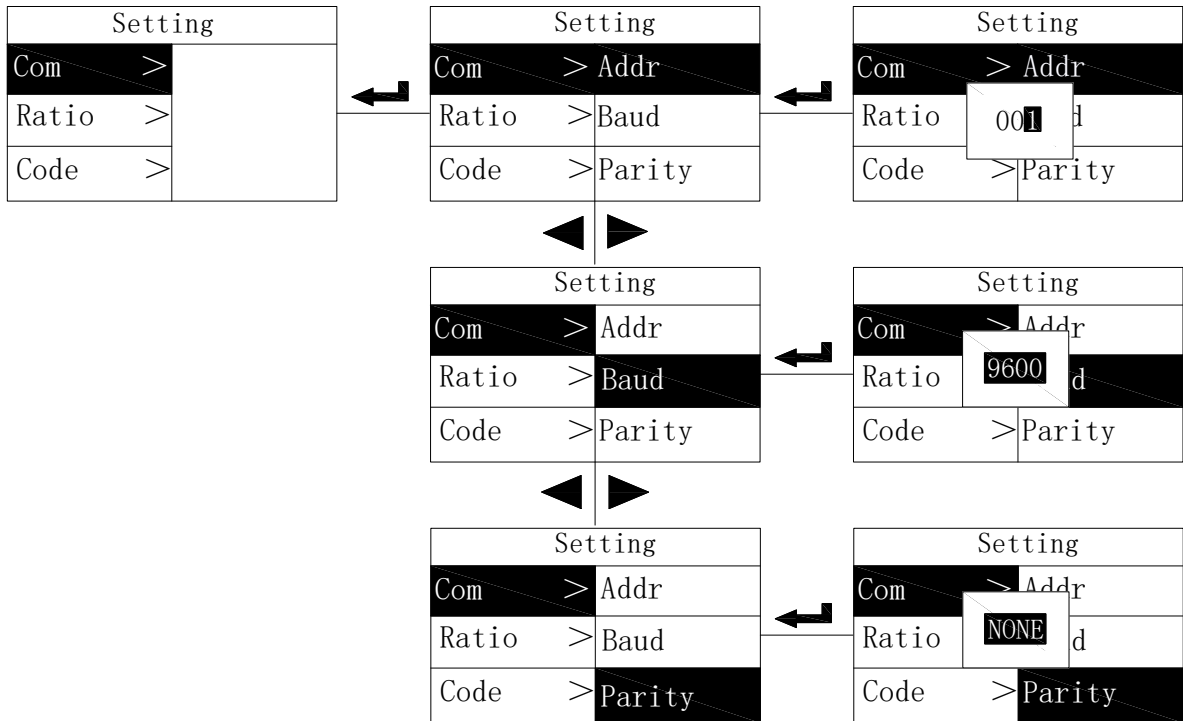 Setting
Com >
Ratio >
Code >
Setting
Com > Addr
Ratio > Baud
Code > Parity
Setting
Com > Addr
Ratio 001 d
Code > Parity
Setting
Com > Addr
Ratio > Baud
Code > Parity
Setting
Com > Addr
Ratio 9600 d
Code > Parity
Setting
Com > Addr
Ratio > Baud
Code > Parity
Setting
Com > Addr
Ratio NONE d
Code > Parity